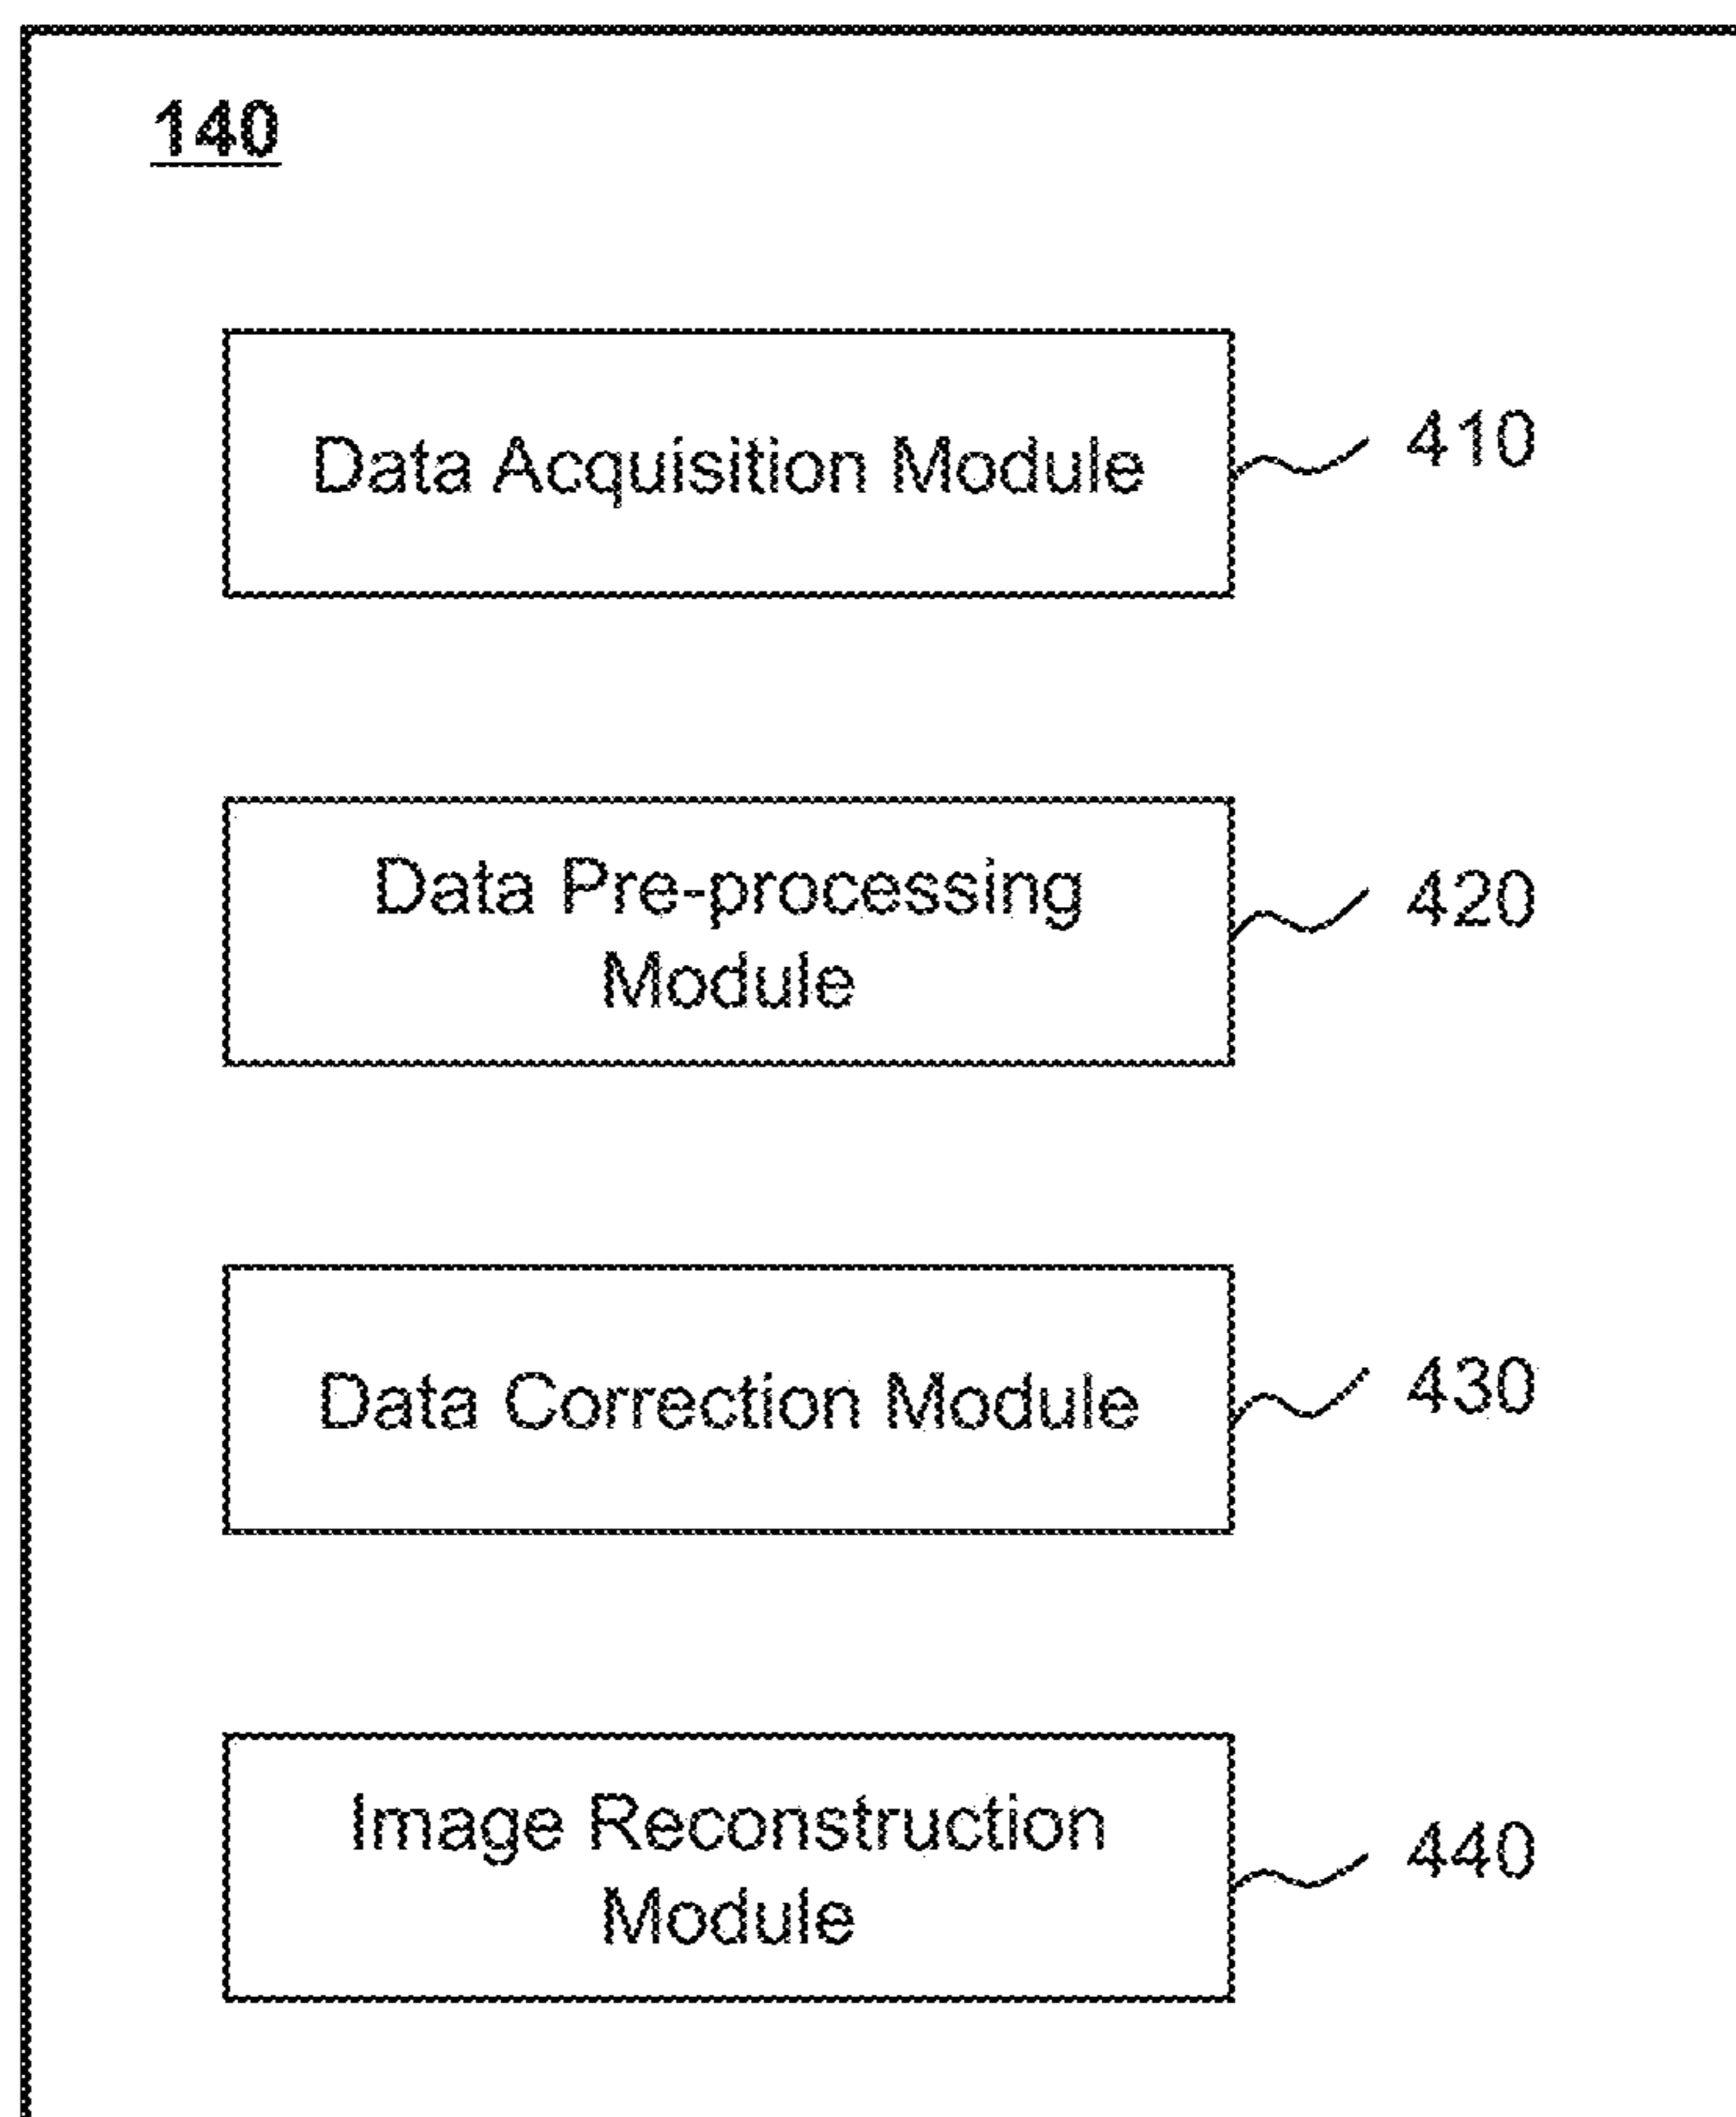 140
Data Acquisition Module
410
Data Pre-processing
Module
420
Data Correction Module
430
Image Reconstruction
Module
440